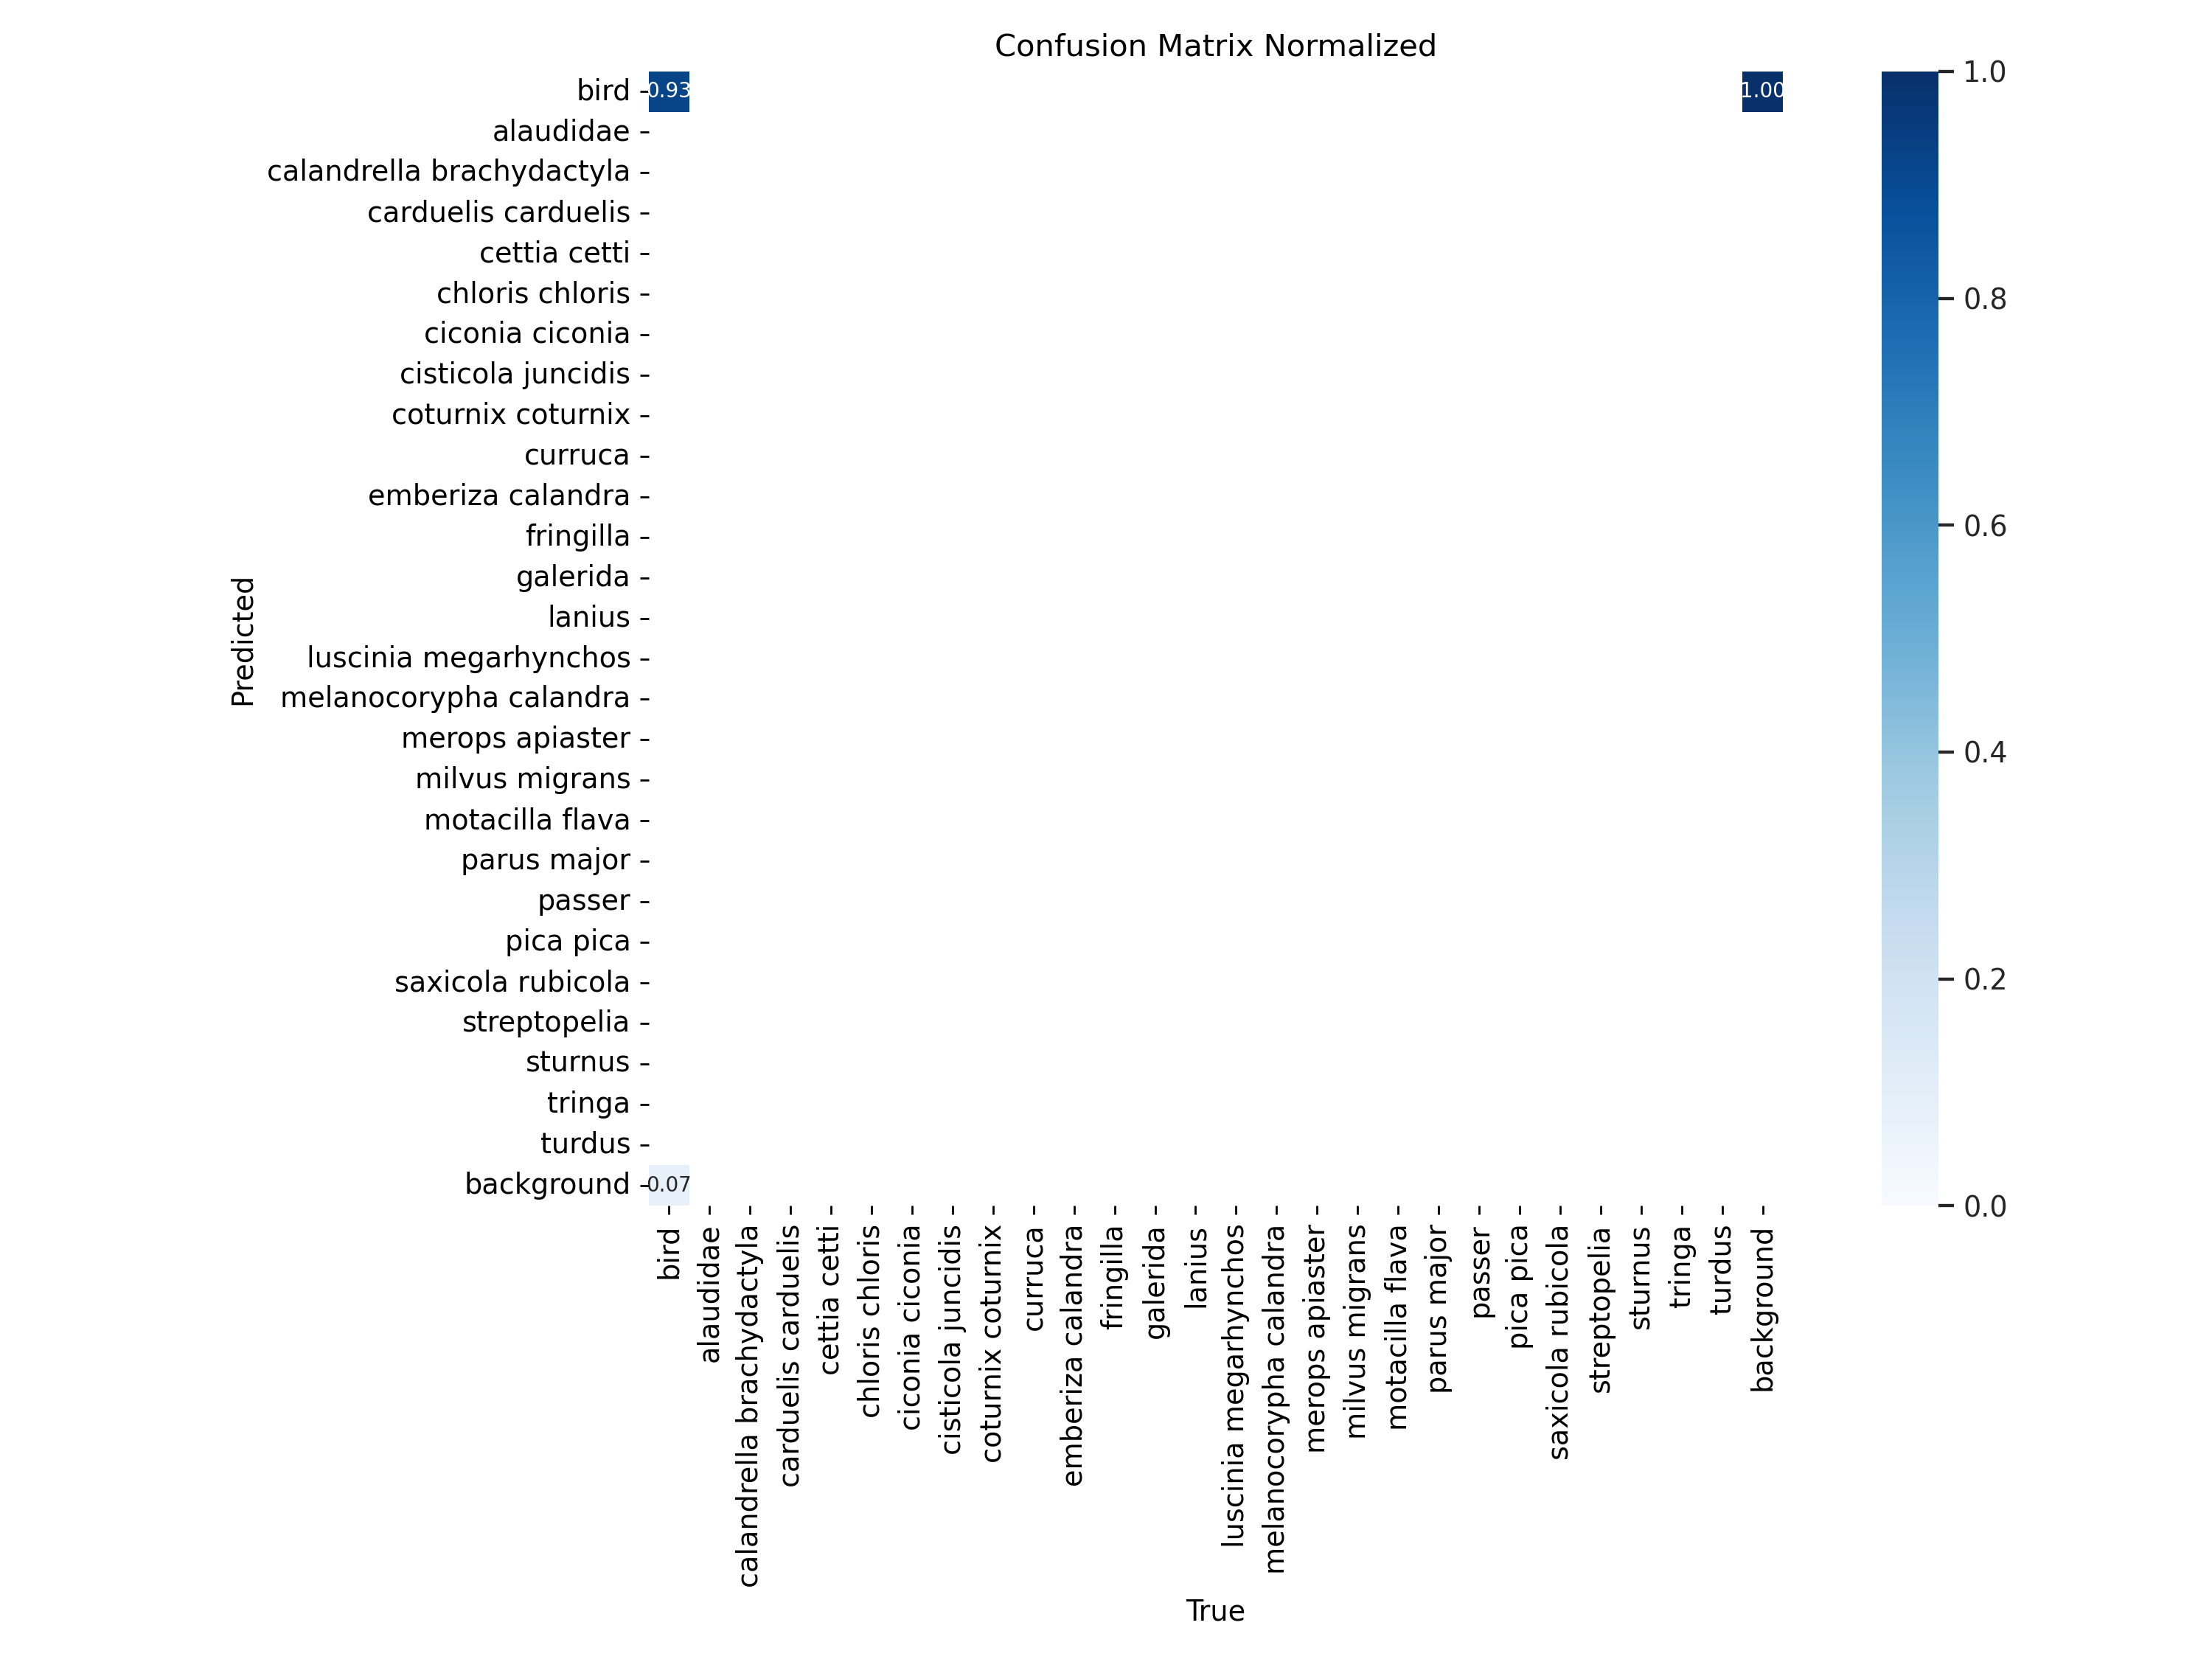 Confusion Matrix Normalized
bird
0.93
1.00
alaudidae
calandrella brachydactyla
carduelis carduelis
cettia cetti
chloris chloris
ciconia ciconia
cisticola juncidis
coturnix coturnix
curruca
emberiza calandra
fringilla
galerida
lanius
luscinia megarhynchos
melanocorypha calandra
merops apiaster
milvus migrans
motacilla flava
parus major
passer
pica pica
saxicola rubicola
streptopelia
sturnus
tringa
turdus
background
0.07
Predicted
bird
alaudidae
calandrella brachydactyla
carduelis carduelis
cettia cetti
chloris chloris
ciconia ciconia
cisticola juncidis
coturnix coturnix
curruca
emberiza calandra
fringilla
galerida
lanius
luscinia megarhynchos
melanocorypha calandra
merops apiaster
milvus migrans
motacilla flava
parus major
passer
pica pica
saxicola rubicola
streptopelia
sturnus
tringa
turdus
background
True
1.0
0.8
0.6
0.4
0.2
0.0